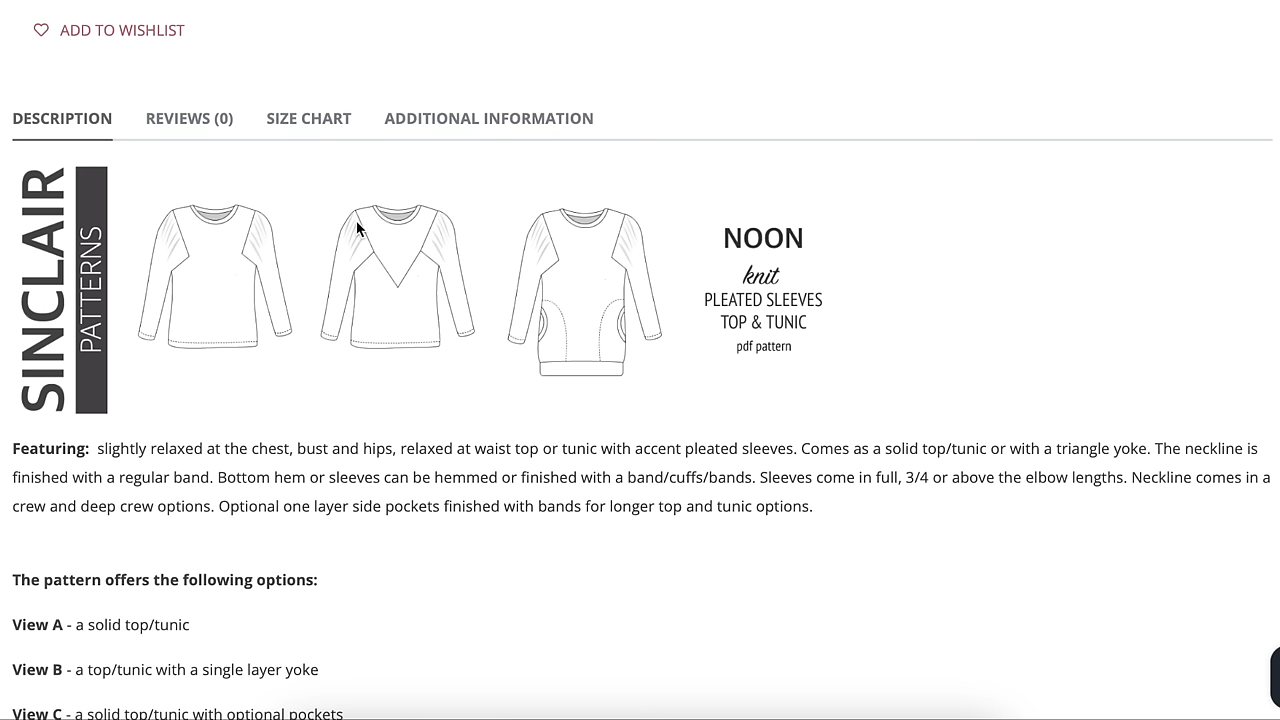 ADD TO WISHLIST
DESCRIPTION REVIEWS (0) SIZE CHART ADDITIONAL INFORMATION
SINCLAIR
PATTERNS
NOON
knit
PLEATED SLEEVES
TOP & TUNIC
pdf pattern
Featuring: slightly relaxed at the chest, bust and hips, relaxed at waist top or tunic with accent pleated sleeves. Comes as a solid top/tunic or with a triangle yoke. The neckline is
finished with a regular band. Bottom hem or sleeves can be hemmed or finished with a band/cuffs/bands. Sleeves come in full, 3/4 or above the elbow lengths. Neckline comes in a
crew and deep crew options. Optional one layer side pockets finished with bands for longer top and tunic options.
The pattern offers the following options:
View A - a solid top/tunic
View B - a top/tunic with a single layer yoke
View C - a solid top/tunic with optional pockets